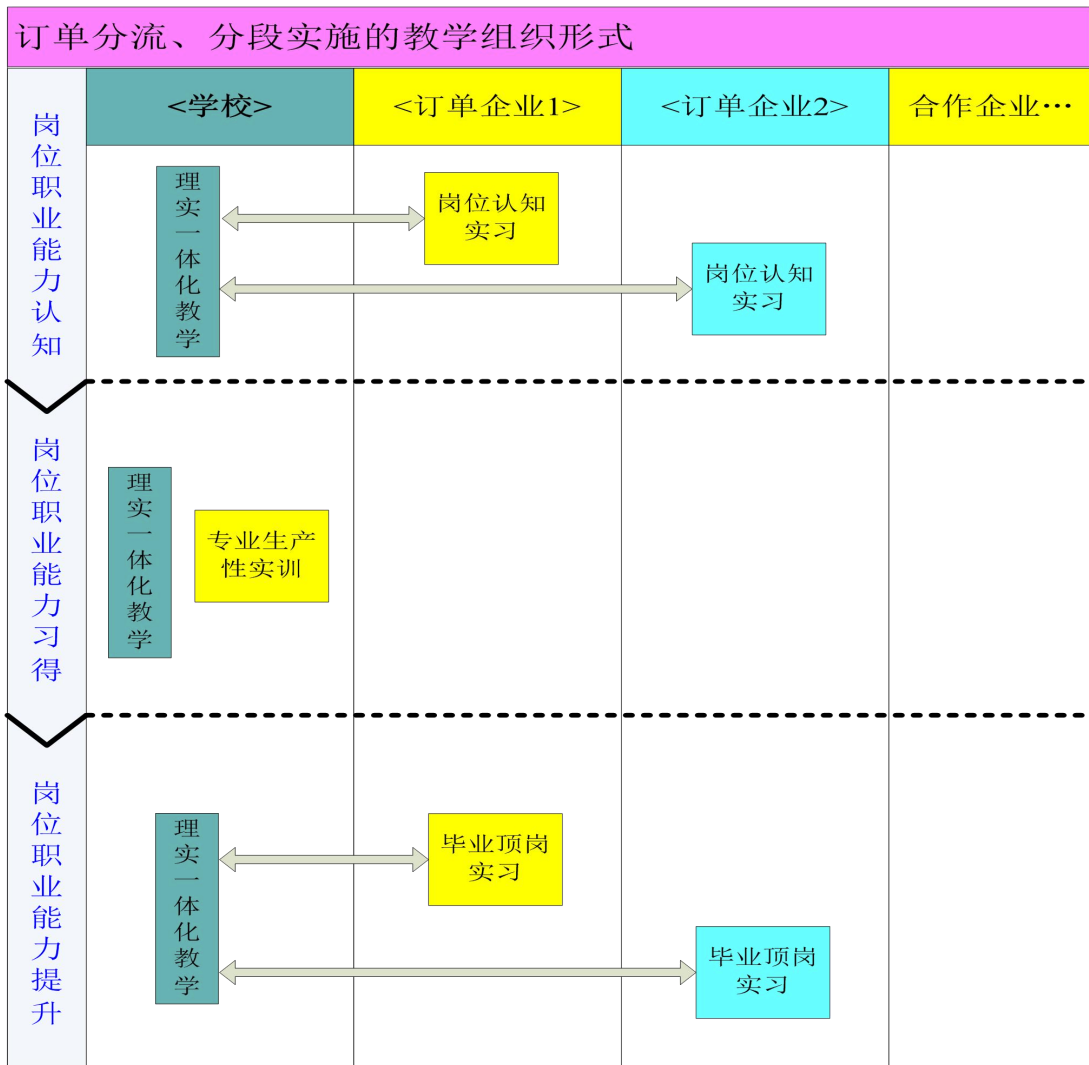 订单分流、分段实施的教学组织形式
<学校>
<订单企业1>
<订单企业2>
合作企业…
岗位职业能力认知
理实一体化教学
岗位认知
实习
岗位认知
实习
岗位职业能力习得
理实一体化教学
专业生产
性实训
岗位职业能力提升
理实一体化教学
毕业顶岗
实习
毕业顶岗
实习